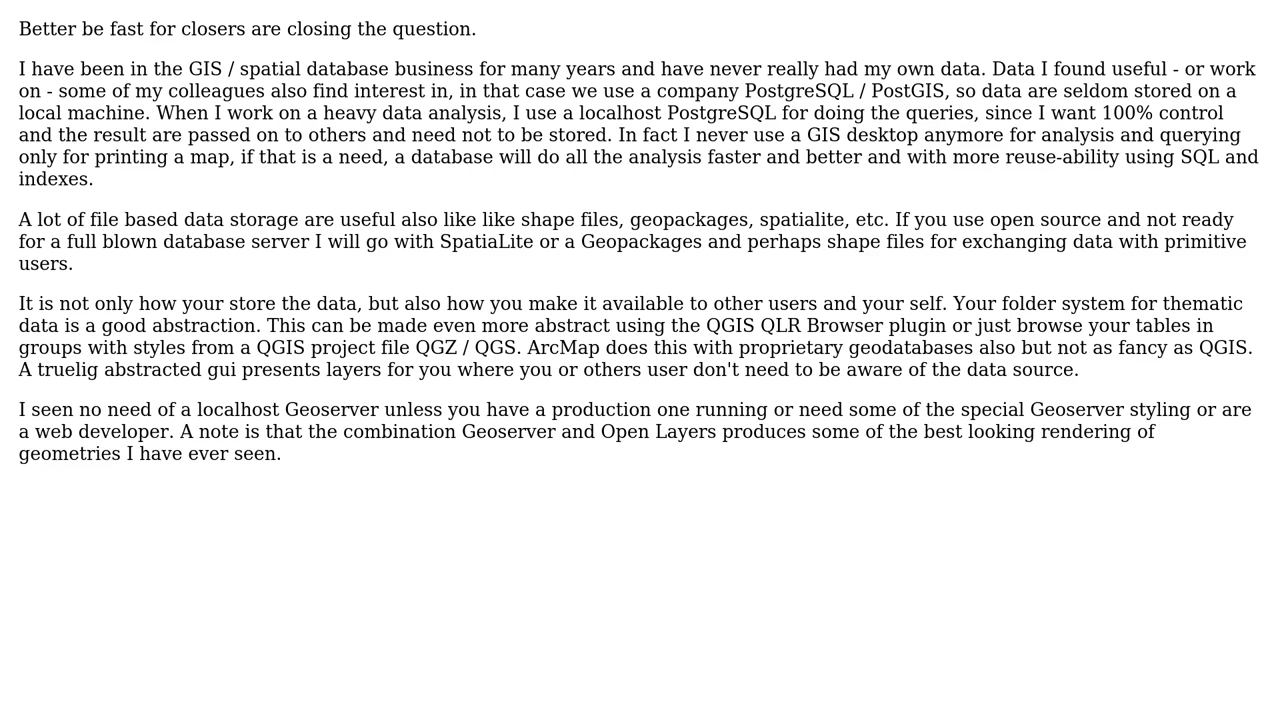 Better be fast for closers are closing the question.
I have been in the GIS / spatial database business for many years and have never really had my own data. Data I found useful - or work
on - some of my colleagues also find interest in, in that case we use a company PostgreSQL / PostGIS, so data are seldom stored on a
local machine. When I work on a heavy data analysis, I use a localhost PostgreSQL for doing the queries, since I want 100% control
and the result are passed on to others and need not to be stored. In fact I never use a GIS desktop anymore for analysis and querying
only for printing a map, if that is a need, a database will do all the analysis faster and better and with more reuse-ability using SQL and
indexes.
A lot of file based data storage are useful also like like shape files, geopackages, spatialite, etc. If you use open source and not ready
for a full blown database server I will go with SpatiaLite or a Geopackages and perhaps shape files for exchanging data with primitive
users.
It is not only how your store the data, but also how you make it available to other users and your self. Your folder system for thematic
data is a good abstraction. This can be made even more abstract using the QGIS QLR Browser plugin or just browse your tables in
groups with styles from a QGIS project file QGZ / QGS. ArcMap does this with proprietary geodatabases also but not as fancy as QGIS.
A truelig abstracted gui presents layers for you where you or others user don't need to be aware of the data source.
I seen no need of a localhost Geoserver unless you have a production one running or need some of the special Geoserver styling or are
a web developer. A note is that the combination Geoserver and Open Layers produces some of the best looking rendering of
geometries I have ever seen.